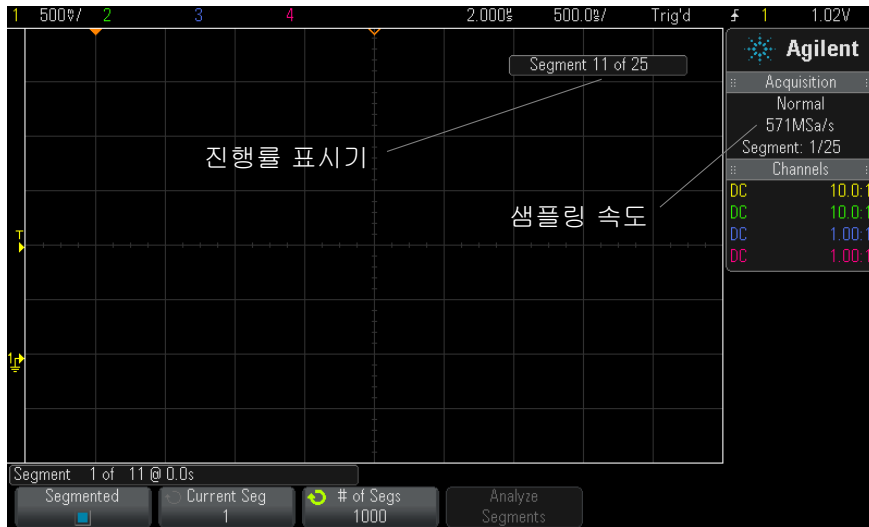 1 500mV/ 2 3 4 2.000s 500.0s/ Trig'd 1 1.02V
Segment 11 of 25
Agilent
Acquisition
Normal
571MSa/s
Segment: 1/25
Channels
DC 10.0:1
DC 10.0:1
DC 1.00:1
DC 1.00:1
진행률 표시기
샘플링 속도
T
1
Segment 1 of 11 @ 0.0s
Segmented
Current Seg
1
# of Segs
1000
Analyze
Segments